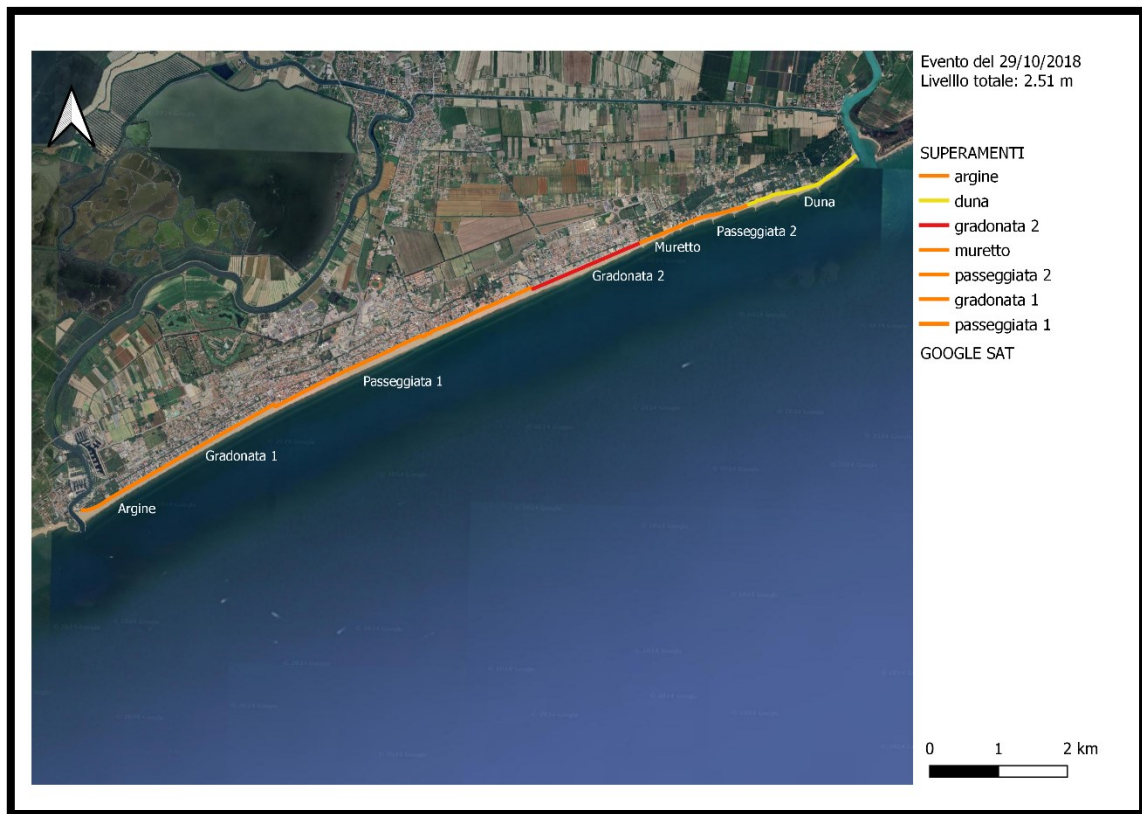 Evento del 29/10/2018
Livelllo totale: 2.51 m
SUPERAMENTI
argine
duna
gradonata 2
muretto
passeggiata 2
gradonata 1
passeggiata 1
GOOGLE SAT
Duna
Passeggiata 2
Muretto
Gradonata 2
Passeggiata 1
Gradonata 1
Argine
0 1 2 km